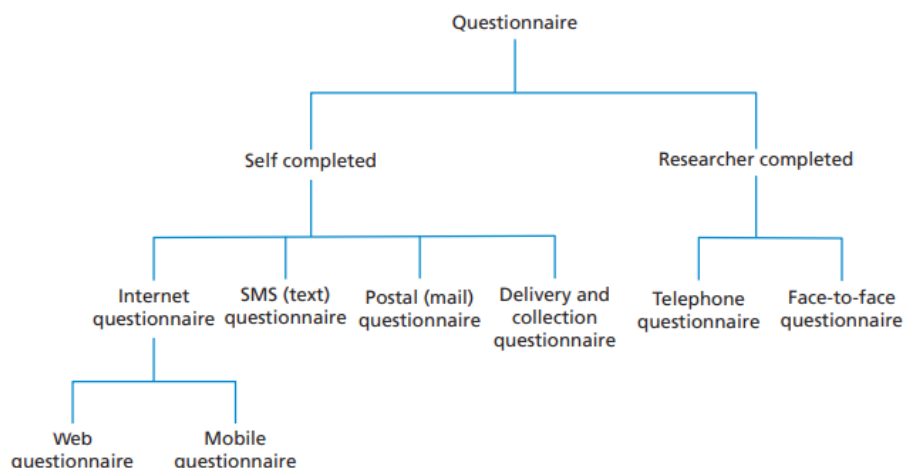 Questionnaire
Self completed
Researcher completed
Internet
questionnaire
SMS (text)
questionnaire
Postal (mail)
questionnaire
Delivery and
collection
questionnaire
Telephone
questionnaire
Face-to-face
questionnaire
Web
questionnaire
Mobile
questionnaire